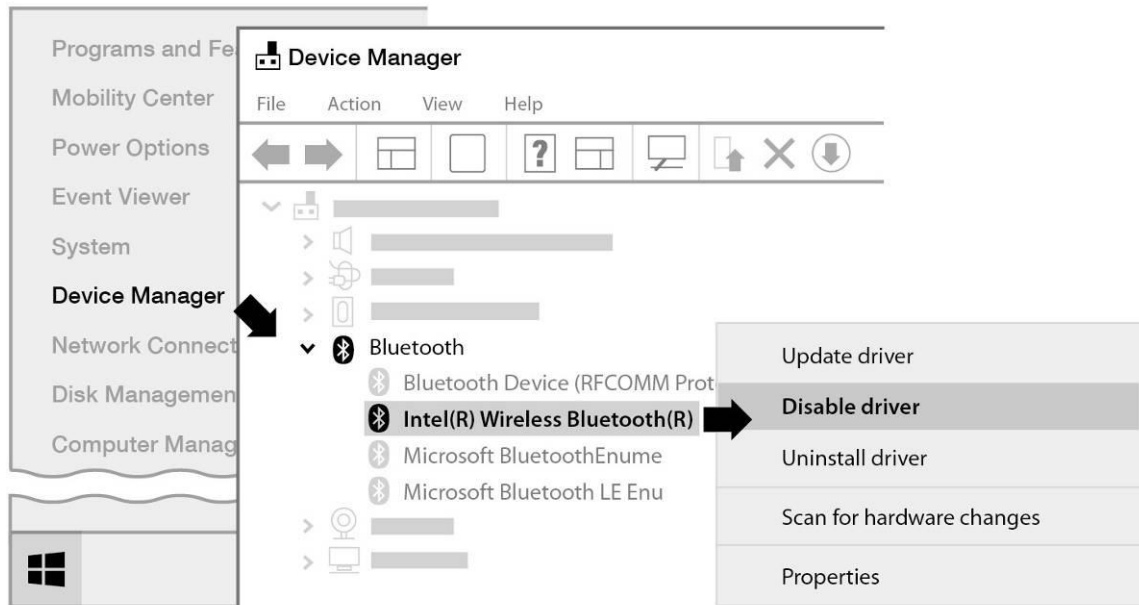 Programs and Fe
Mobility Center
Power Options
Event Viewer
System
Device Manager
Network Connect
Disk Managemen
Computer Manag
Device Manager
File Action View Help
?
Bluetooth
Bluetooth Device (RFCOMM Prot
Intel(R) Wireless Bluetooth(R)
Microsoft BluetoothEnume
Microsoft Bluetooth LE Enu
Update driver
Disable driver
Uninstall driver
Scan for hardware changes
Properties